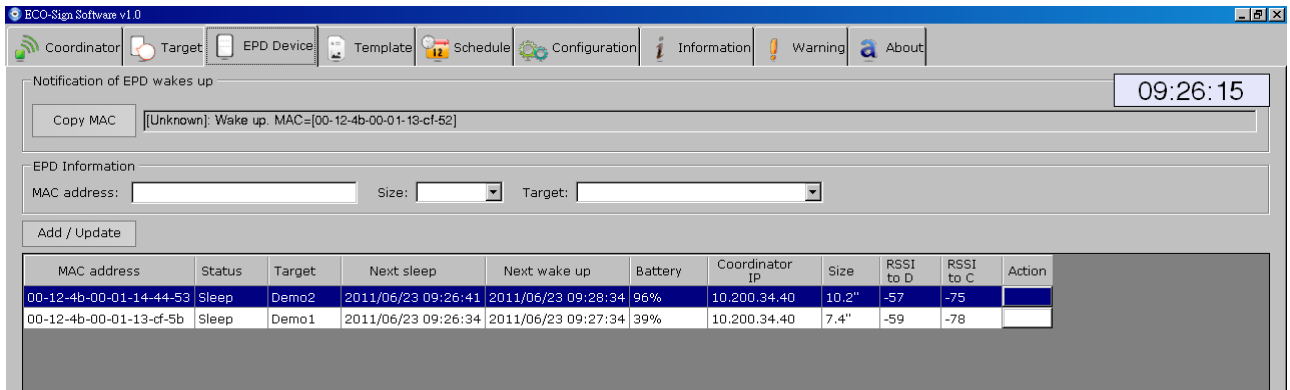 ECO-Sign Software v1.0
Coordinator Target EPD Device Template Schedule Configuration Information Warning About
Notification of EPD wakes up
09:26:15
Copy MAC [Unknown]: Wake up. MAC=[00-12-4b-00-01-13-cf-52]
EPD Information
MAC address: Size: Target:
Add / Update
MAC address Status Target Next sleep Next wake up Battery Coordinator IP Size RSSI to D RSSI to C Action
00-12-4b-00-01-14-44-53 Sleep Demo2 2011/06/23 09:26:41 2011/06/23 09:28:34 96% 10.200.34.40 10.2" -57 -75
00-12-4b-00-01-13-cf-5b Sleep Demo1 2011/06/23 09:26:34 2011/06/23 09:27:34 39% 10.200.34.40 7.4" -59 -78